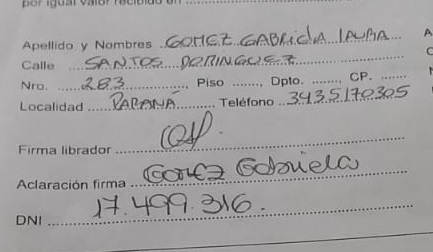 por igual valor recibido en
Apellido y Nombres GOMEZ GABRIELA LAURA
Calle SANTOS DOMINGUEZ
Nro. 283, Piso ......., Dpto. ......., CP. .......
Localidad PARANÁ Teléfono 3435170305
Firma librador
Aclaración firma Gomez Gabriela
DNI 17.499.316.